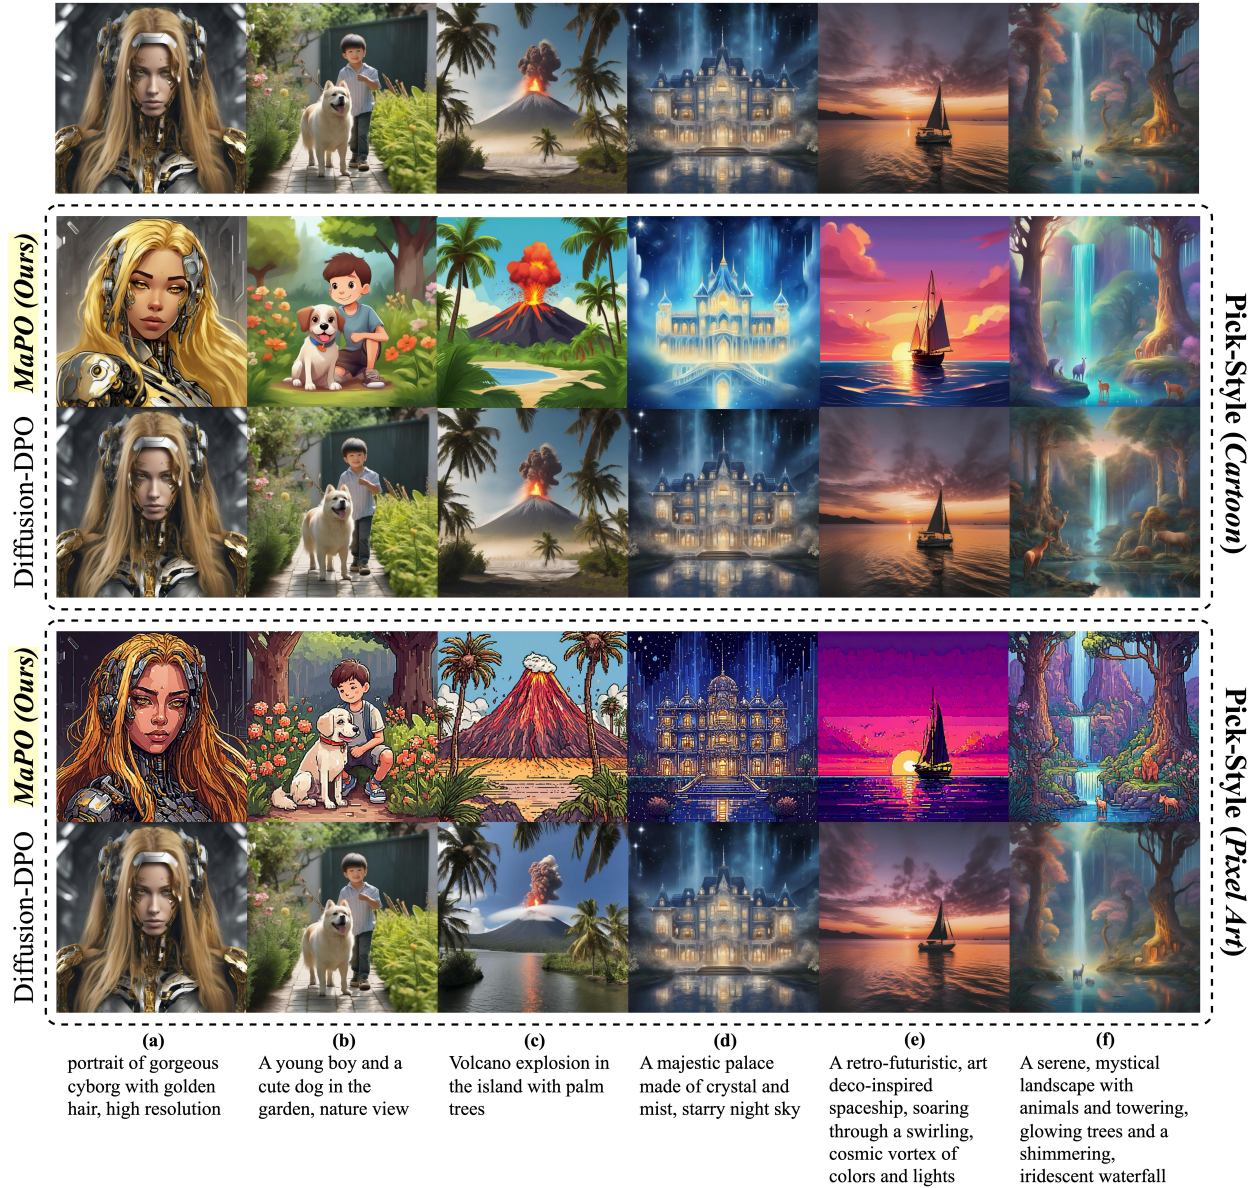 MaPO (Ours)
Diffusion-DPO
Pick-Style (Cartoon)
MaPO (Ours)
Diffusion-DPO
Pick-Style (Pixel Art)
(a)
portrait of gorgeous
cyborg with golden
hair, high resolution
(b)
A young boy and a
cute dog in the
garden, nature view
(c)
Volcano explosion in
the island with palm
trees
(d)
A majestic palace
made of crystal and
mist, starry night sky
(e)
A retro-futuristic, art
deco-inspired
spaceship, soaring
through a swirling,
cosmic vortex of
colors and lights
(f)
A serene, mystical
landscape with
animals and towering,
glowing trees and a
shimmering,
iridescent waterfall